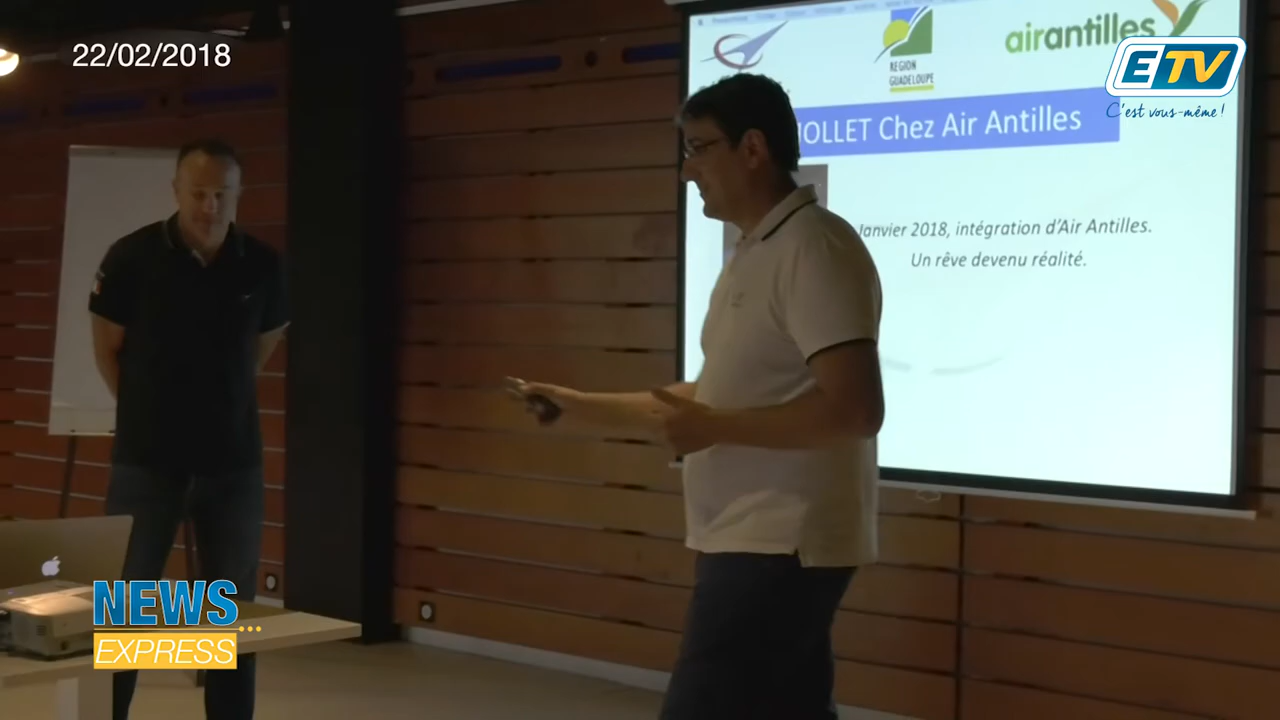 22/02/2018
REGION
GUADELOUPE
airantilles
ETV
C'est vous-même!
OLLET Chez Air Antilles
Janvier 2018, intégration d'Air Antilles.
Un rêve devenu réalité.
NEWS...
EXPRESS